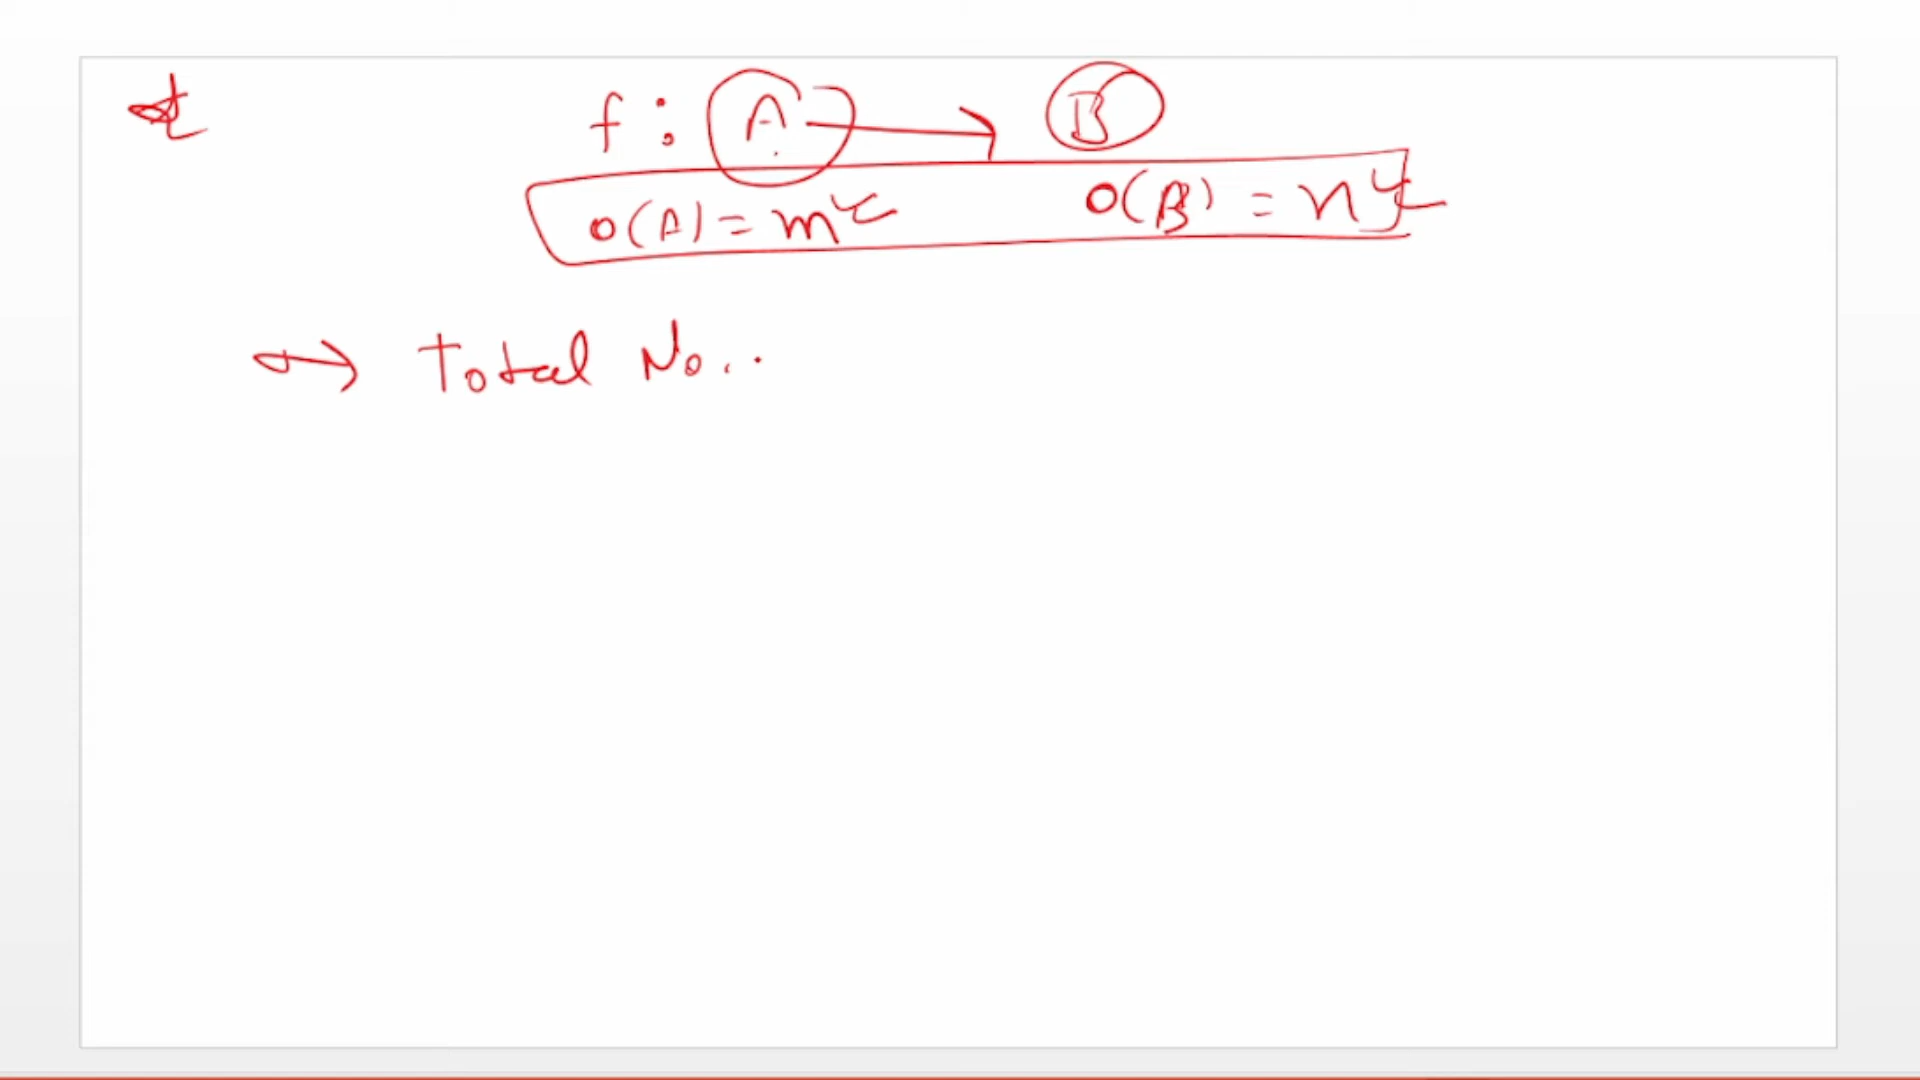 f : A → B
o(A) = m o(B) = n
→ Total No..